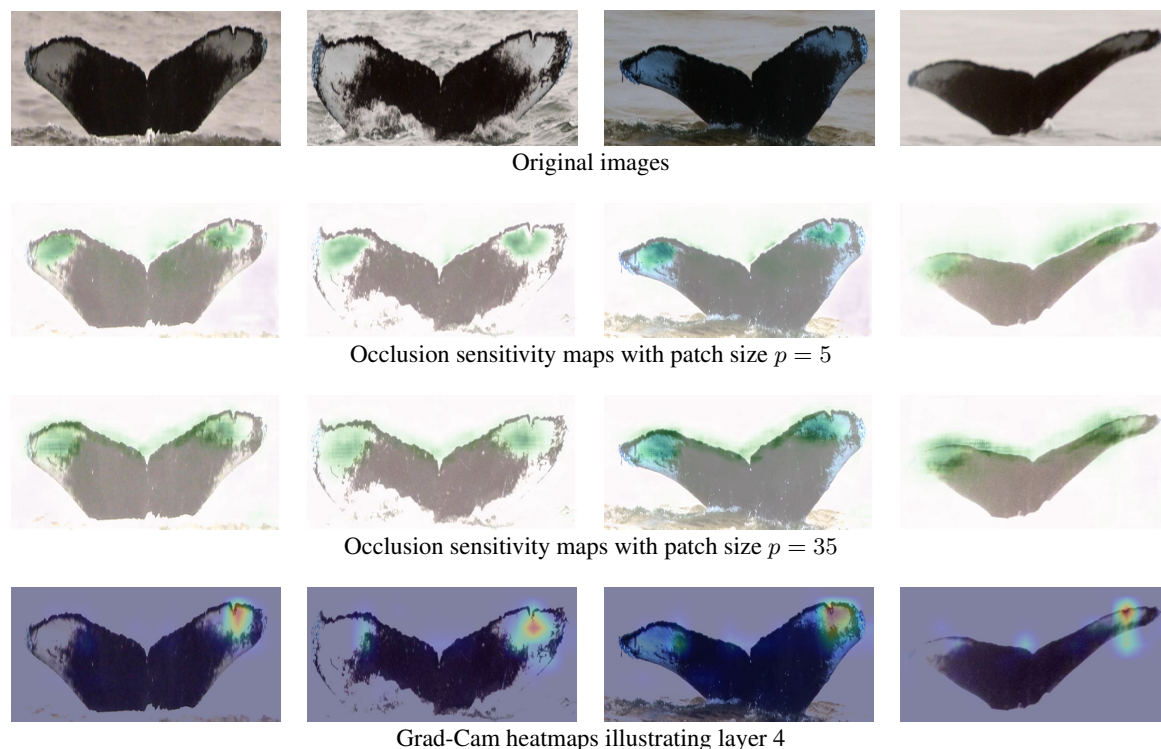 Original images
Occlusion sensitivity maps with patch size p = 5
Occlusion sensitivity maps with patch size p = 35
Grad-Cam heatmaps illustrating layer 4